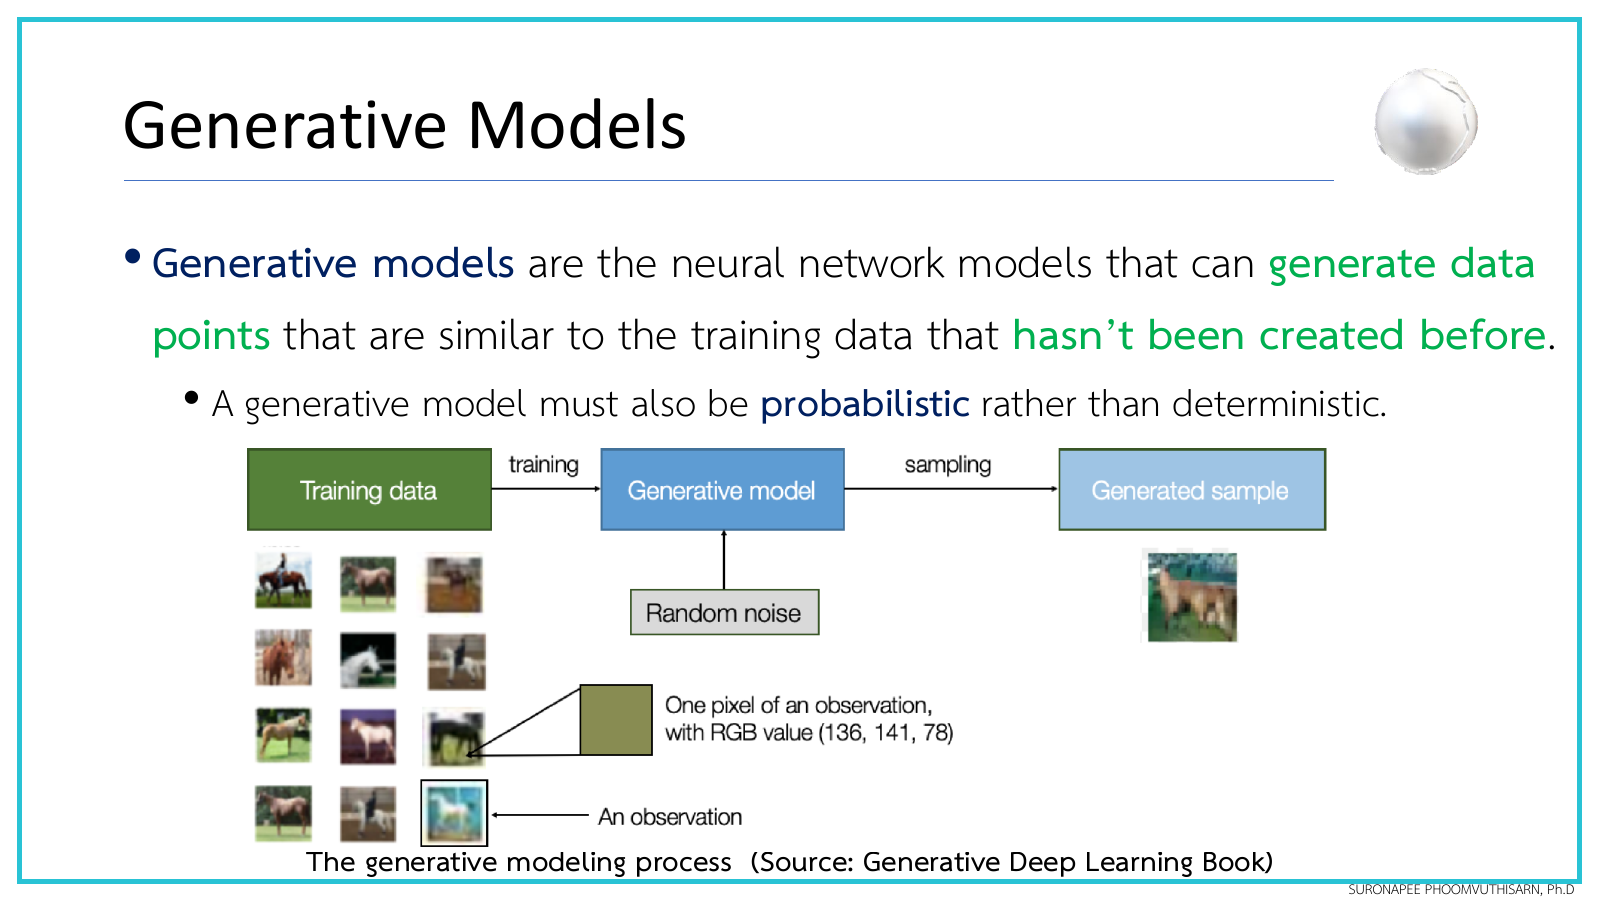 Generative Models
• Generative models are the neural network models that can generate data
points that are similar to the training data that hasn't been created before.
• A generative model must also be probabilistic rather than deterministic.
Training data
training
Generative model
sampling
Generated sample
Random noise
One pixel of an observation,
with RGB value (136, 141, 78)
An observation
The generative modeling process (Source: Generative Deep Learning Book)
SURONAPEE PHOOMVUTHISARN, Ph.D